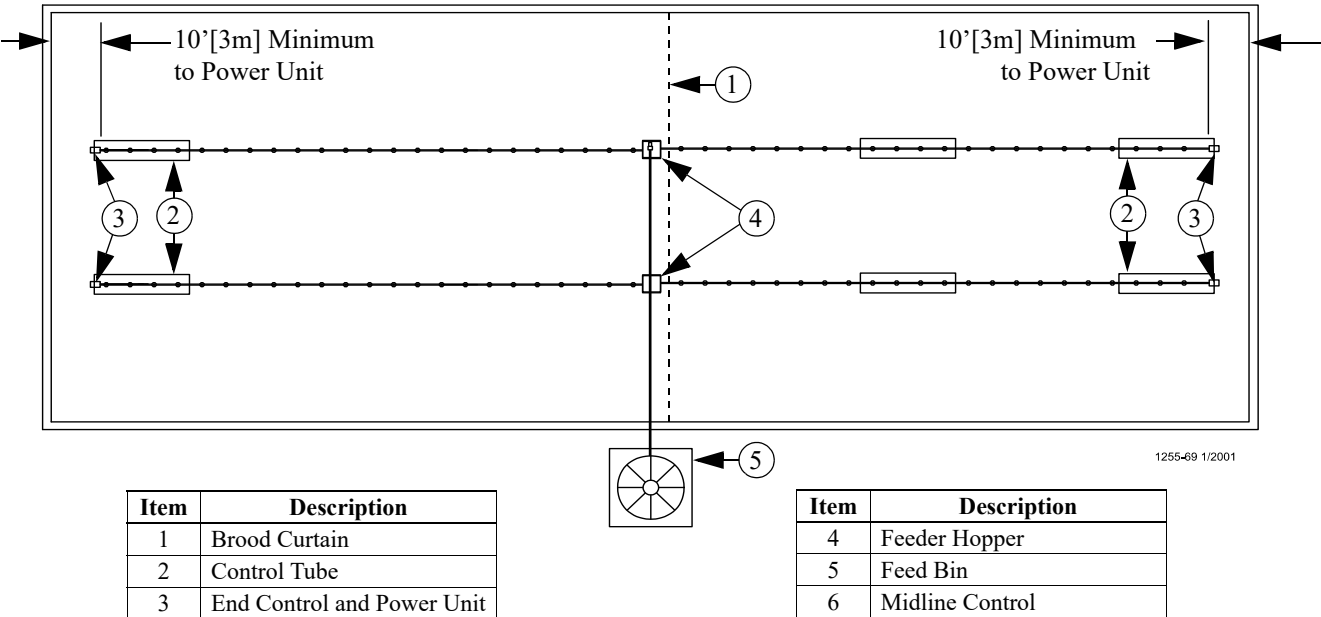 10’[3m] Minimum
to Power Unit
10’[3m] Minimum
to Power Unit
1
3
2
4
2
3
5
1255-69 1/2001
Item Description
1 Brood Curtain
2 Control Tube
3 End Control and Power Unit
Item Description
4 Feeder Hopper
5 Feed Bin
6 Midline Control